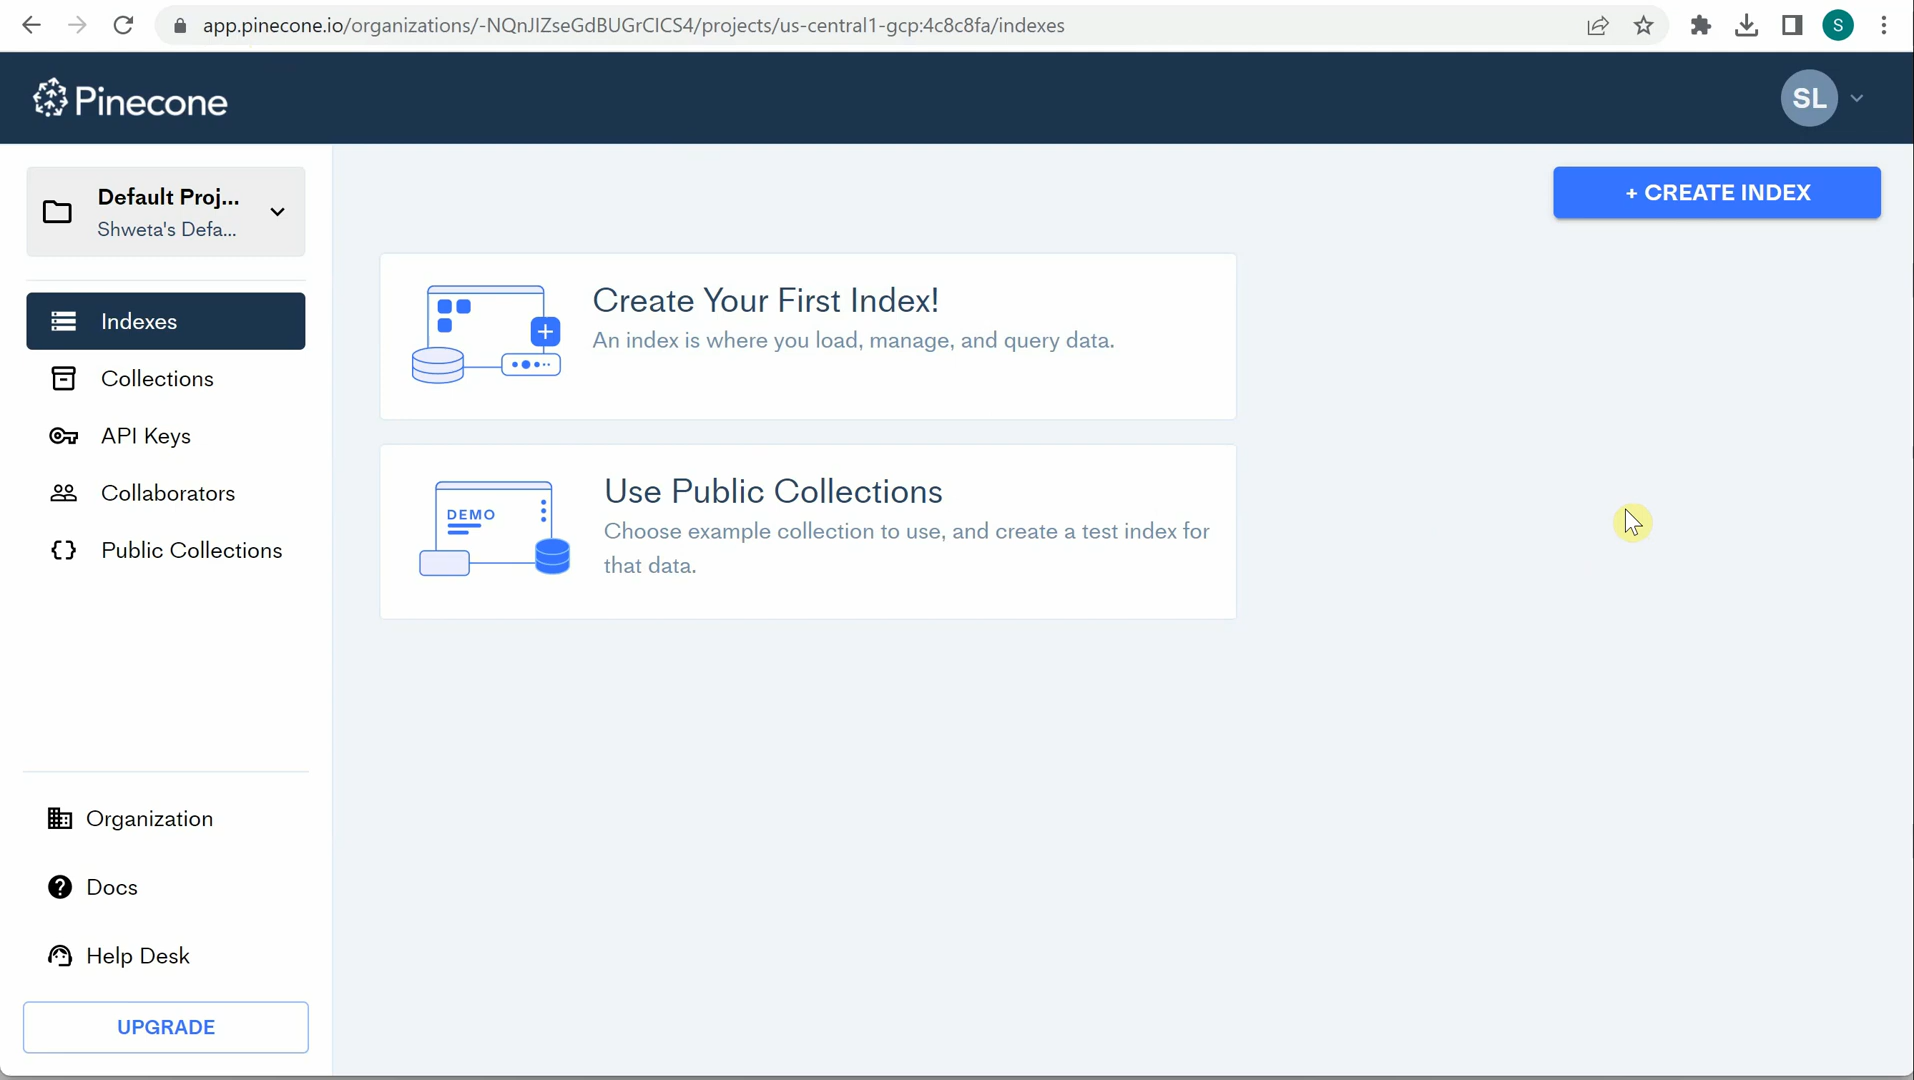 app.pinecone.io/organizations/-NQnJIZseGdBUGrCICS4/projects/us-central1-gcp:4c8c8fa/indexes
S
Pinecone
SL
Default Proj...
Shweta's Defa...
+ CREATE INDEX
Indexes
Collections
API Keys
Collaborators
Public Collections
Create Your First Index!
An index is where you load, manage, and query data.
DEMO
Use Public Collections
Choose example collection to use, and create a test index for
that data.
Organization
Docs
Help Desk
UPGRADE